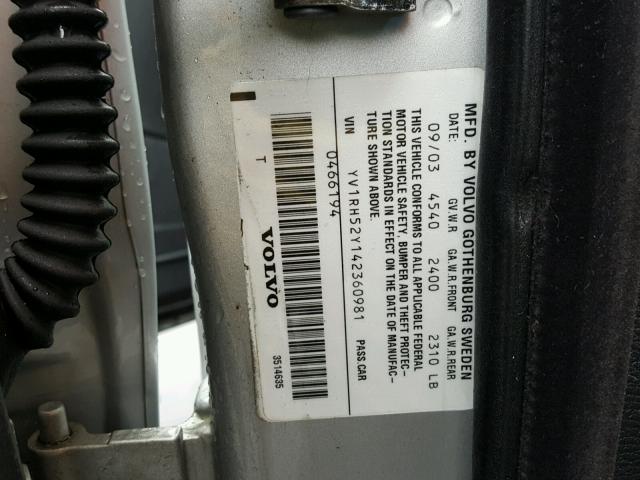 MFD. BY VOLVO GOTHENBURG SWEDEN
DATE: G.V.W.R GA.W.R.FRONT GA.W.R.REAR
09/03 4540 2400 2310 LB
THIS VEHICLE CONFORMS TO ALL APPLICABLE FEDERAL
MOTOR VEHICLE SAFETY, BUMPER AND THEFT PROTEC-
TION STANDARDS IN EFFECT ON THE DATE OF MANUFAC-
TURE SHOWN ABOVE.
VIN YV1RH52Y142360981 PASS.CAR
0466194
T VOLVO 3514635